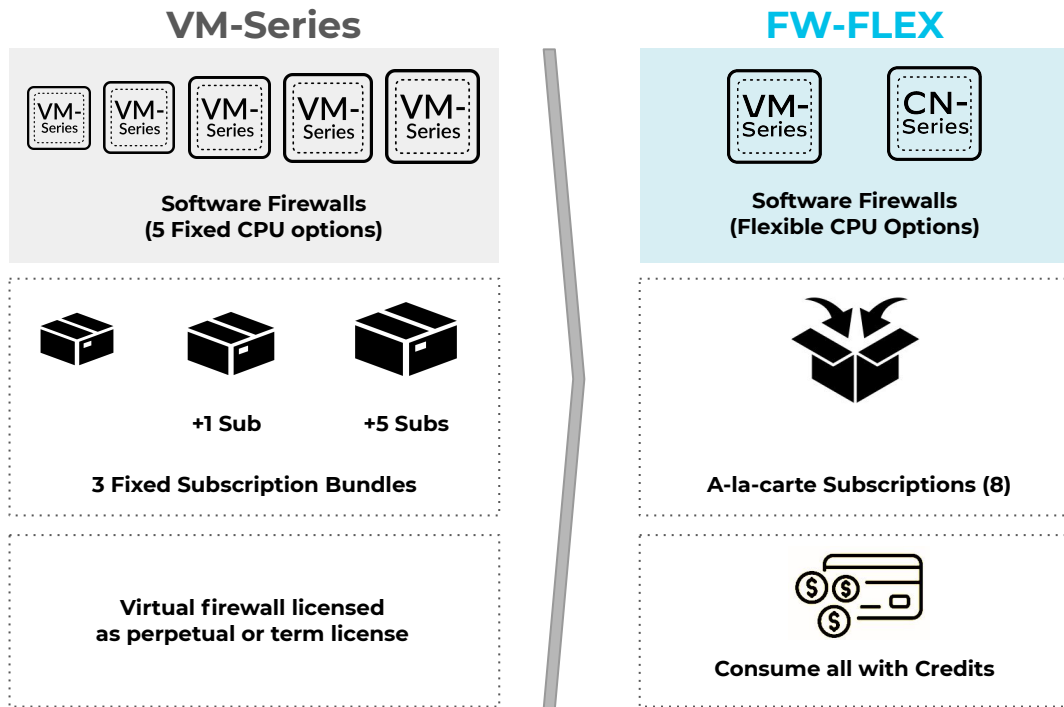 VM-Series
FW-FLEX
VM-
Series
VM-
Series
VM-
Series
VM-
Series
VM-
Series
Software Firewalls
(5 Fixed CPU options)
VM-
Series
CN-
Series
Software Firewalls
(Flexible CPU Options)
+1 Sub
+5 Subs
3 Fixed Subscription Bundles
A-la-carte Subscriptions (8)
Virtual firewall licensed
as perpetual or term license
$
$
$
Consume all with Credits